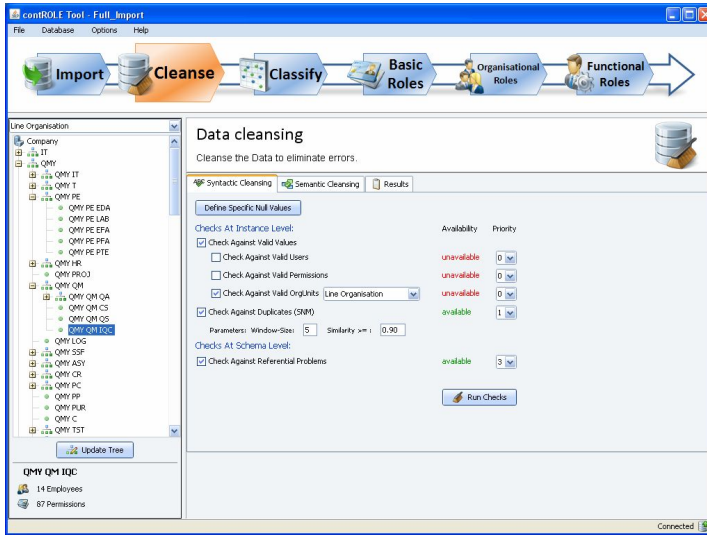 contROLE Tool - Full_Import
File Database Options Help
Import Cleanse Classify Basic Roles Organisational Roles Functional Roles
Line Organisation
Company
IT
QMY
QMY IT
QMY T
QMY PE
QMY PE EDA
QMY PE LAB
QMY PE EFA
QMY PE PFA
QMY PE PTE
QMY HR
QMY PROJ
QMY QM
QMY QM QA
QMY QM CS
QMY QM QS
QMY QM IQC
QMY LOG
QMY SSF
QMY ASY
QMY CR
QMY PC
QMY PP
QMY PUR
QMY C
QMY TST
Update Tree
QMY QM IQC
14 Employees
87 Permissions
Data cleansing
Cleanse the Data to eliminate errors.
Syntactic Cleansing Semantic Cleansing Results
Define Specific Null Values
Checks At Instance Level: Availability Priority
Check Against Valid Values
Check Against Valid Users unavailable 0
Check Against Valid Permissions unavailable 0
Check Against Valid OrgUnits Line Organisation unavailable 0
Check Against Duplicates (SNM) available 1
Parameters: Window-Size: 5 Similarity >= : 0.90
Checks At Schema Level:
Check Against Referential Problems available 3
Run Checks
Connected